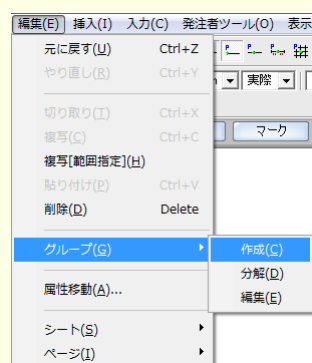 編集(E) 挿入(I) 入力(C) 発注者ツール(O) 表示
元に戻す(U) Ctrl+Z
やり直し(R) Ctrl+Y
実際
切り取り(T) Ctrl+X
複写(C) Ctrl+C
マーク
複写[範囲指定](H)
貼り付け(P) Ctrl+V
削除(D) Delete
グループ(G) 作成(C)
分解(D)
属性移動(A)...
編集(E)
シート(S)
ページ(I)